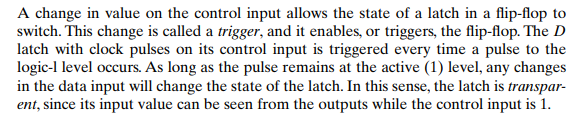 A change in value on the control input allows the state of a latch in a flip-flop to
switch. This change is called a trigger, and it enables, or triggers, the flip-flop. The D
latch with clock pulses on its control input is triggered every time a pulse to the
logic-l level occurs. As long as the pulse remains at the active (1) level, any changes
in the data input will change the state of the latch. In this sense, the latch is transpar-
ent, since its input value can be seen from the outputs while the control input is 1.